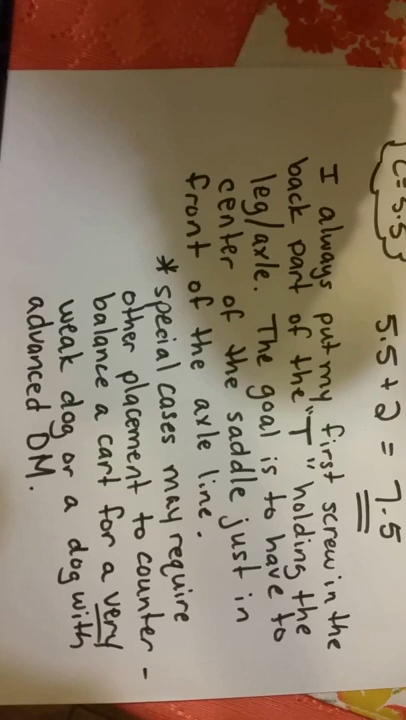 L=5.5
5.5+2 = 7.5
I always put my first screw in the
back part of the "T" holding the
leg/axle. The goal is to have to
center of the saddle just in
front of the axle line.
* special cases may require
other placement to counter-
balance a cart for a very
weak dog or a dog with
advanced DM.